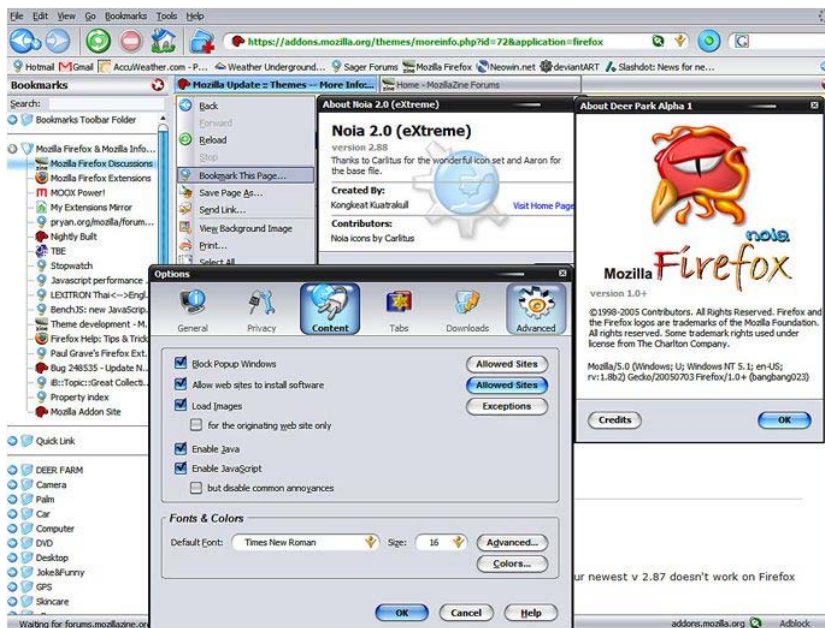 File Edit View Go Bookmarks Tools Help
https://addons.mozilla.org/themes/moreinfo.php?id=72&application=firefox
Hotmail Gmail AccuWeather.com - P... Weather Underground... Sager Forums Mozilla Firefox Neowin.net deviantART Slashdot: News for ne...
Bookmarks
Mozilla Update :: Themes -- More Info:...
Home - MozillaZine Forums
Search:
Bookmarks Toolbar Folder
Mozilla Firefox & Mozilla Info...
Mozilla Firefox Discussions
Mozilla Firefox Extensions
MOOX Power!
My Extensions Mirror
pryan.org/mozilla/forum...
Nightly Built
TBE
Stopwatch
Javascript performance ...
LEXITRON Thai<-->Engl...
BenchJS: new JavaScrip...
Theme development - M...
Firefox Help: Tips & Trick
Paul Grave's Firefox Ext...
Bug 248535 - Update N...
iB::Topic::Great Collecti...
Property index
Mozilla Addon Site
Quick Link
DEER FARM
Camera
Palm
Car
Computer
DVD
Desktop
Joke&Funny
GPS
Skincare
Back
Forward
Reload
Stop
Bookmark This Page...
Save Page As...
Send Link...
View Background Image
Print...
Select All
About Noia 2.0 (eXtreme)
Noia 2.0 (eXtreme)
version 2.88
Thanks to Carlitus for the wonderful icon set and Aaron for
the base file.
Created By:
Kongkeat Kuatrakull
Visit Home Page
Contributors:
Noia icons by Carlitus
About Deer Park Alpha 1
noia
Mozilla Firefox
version 1.0+
©1998-2005 Contributors. All Rights Reserved. Firefox and
the Firefox logos are trademarks of the Mozilla Foundation.
All rights reserved. Some trademark rights used under
license from The Charlton Company.
Mozilla/5.0 (Windows; U; Windows NT 5.1; en-US;
rv:1.8b2) Gecko/20050703 Firefox/1.0+ (bangbang023)
Credits
OK
Options
General Privacy Content Tabs Downloads Advanced
Block Popup Windows
Allowed Sites
Allow web sites to install software
Allowed Sites
Load Images
Exceptions
for the originating web site only
Enable Java
Enable JavaScript
but disable common annoyances
Fonts & Colors
Default Font: Times New Roman Size: 16 Advanced...
Colors...
OK Cancel Help
ur newest v 2.87 doesn't work on Firefox
Waiting for forums.mozillazine.org
addons.mozilla.org Adblock